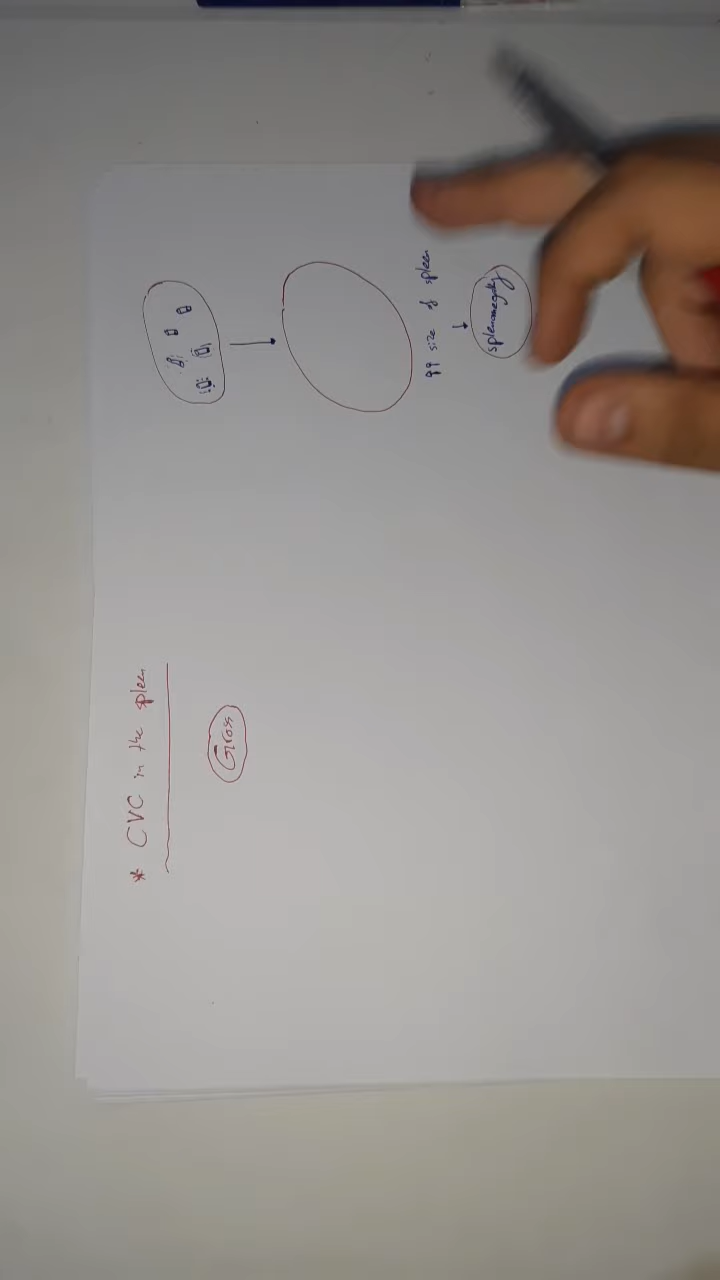 * CVC in the spleen
Gross
↑↑ size of spleen
splenomegaly